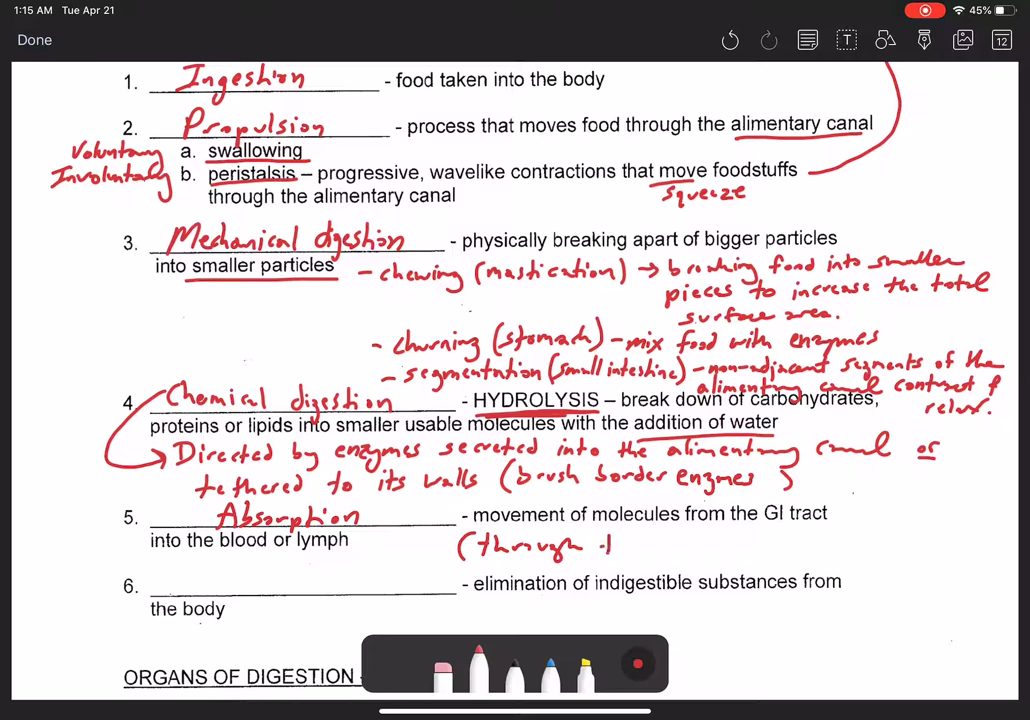 1:15 AM Tue Apr 21 45%
Done T 12
1. Ingestion - food taken into the body
2. Propulsion - process that moves food through the alimentary canal
Voluntary a. swallowing
Involuntary b. peristalsis – progressive, wavelike contractions that move foodstuffs
squeeze
through the alimentary canal
3. Mechanical digestion - physically breaking apart of bigger particles
into smaller particles
- chewing (mastication) → breaking food into smaller
pieces to increase the total
surface area.
- churning (stomach) - mix food with enzymes
- segmentation (small intestine) - non-adjacent segments of the
alimentary canal contract &
relax.
4. Chemical digestion - HYDROLYSIS – break down of carbohydrates,
proteins or lipids into smaller usable molecules with the addition of water
→ Directed by enzymes secreted into the alimentary canal or
tethered to its walls (brush border enzymes
5. Absorption - movement of molecules from the GI tract
into the blood or lymph
(through
6. - elimination of indigestible substances from
the body
ORGANS OF DIGESTION